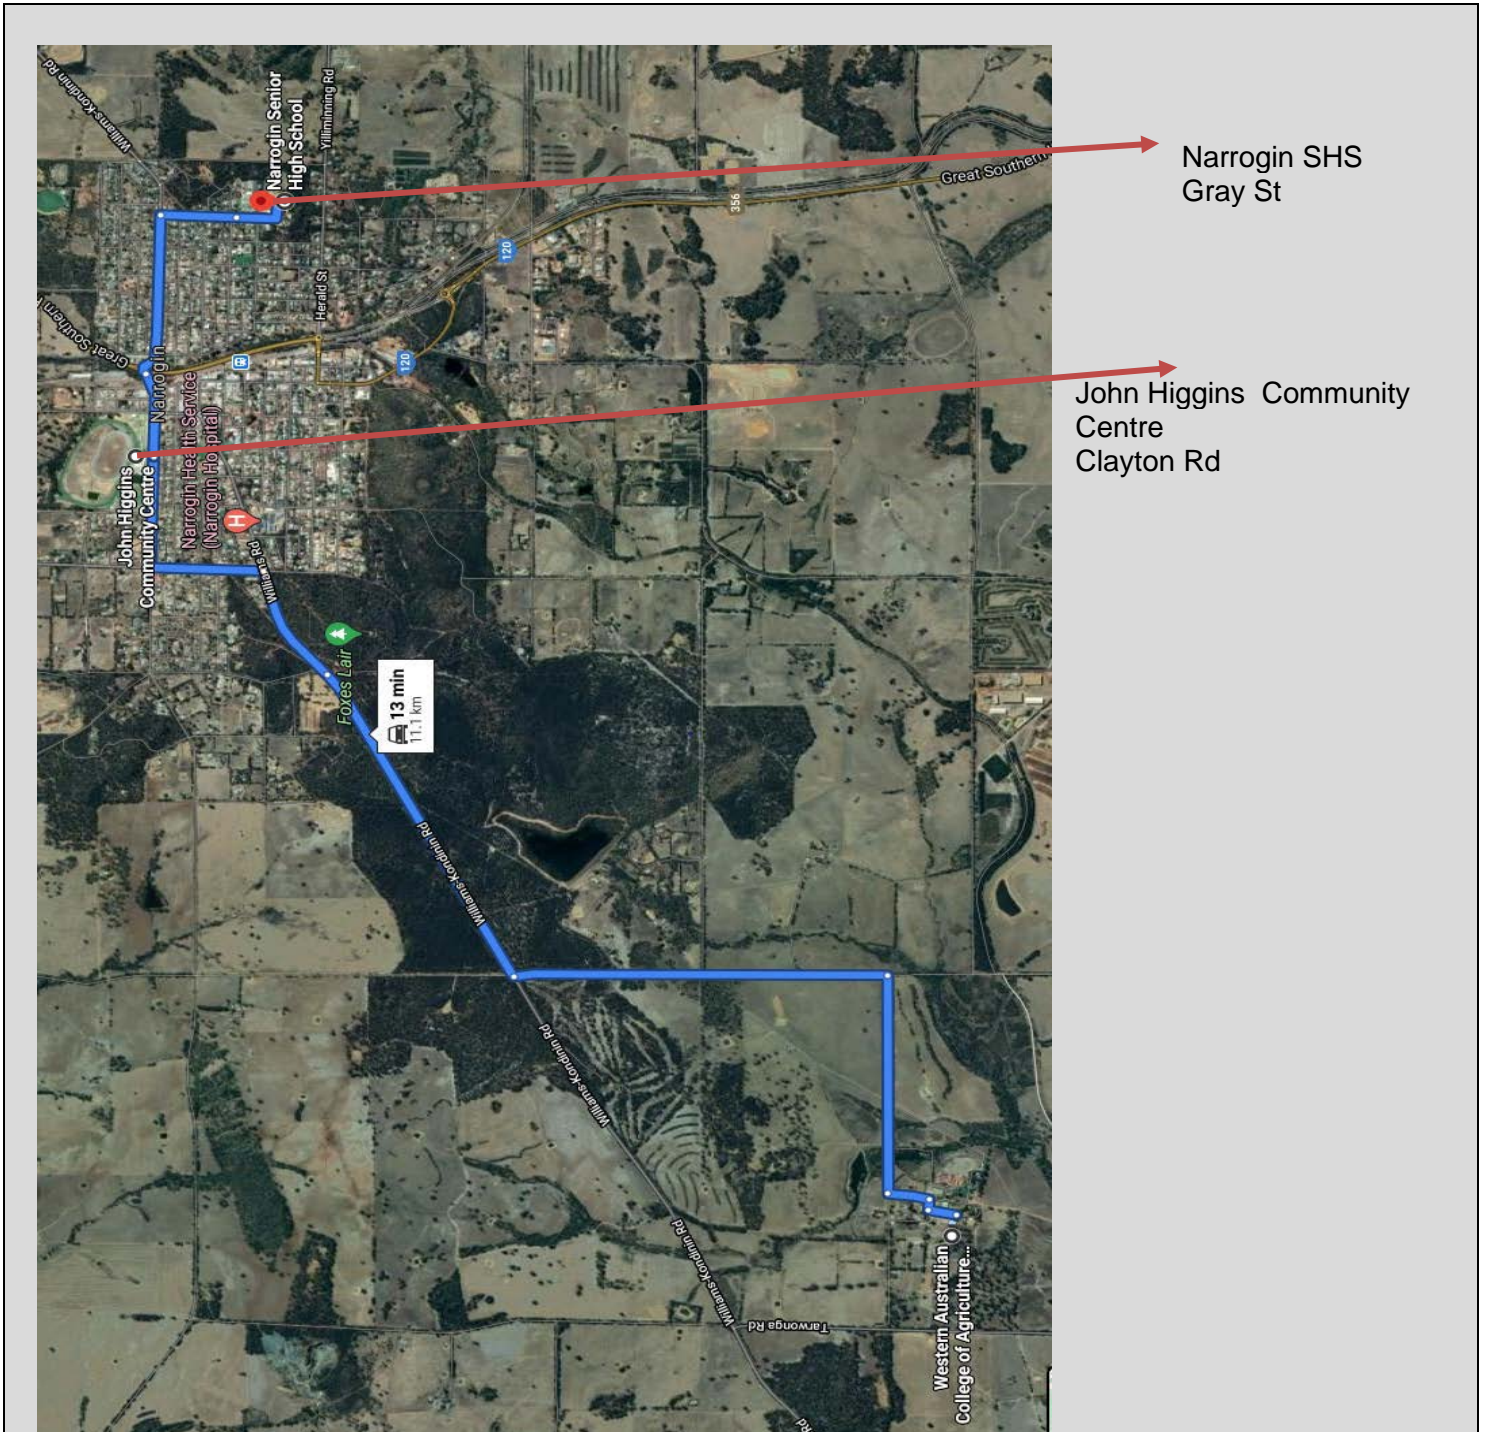 Williams-Kondinin Rd
Narrogin Senior
High School
Yilliminning Rd
Great Southern
356
120
Herald St
Great Southern H
Narrogin
120
Narrogin Health Service
(Narrogin Hospital)
H
John Higgins
Community Centre
Williams Rd
Foxes Lair
13 min
11.1 km
Williams-Kondinin Rd
Williams-Kondinin Rd
Williams-Kondinin Rd
Tarwonga Rd
Western Australian
College of Agriculture...
Rd
Narrogin SHS
Gray St
John Higgins Community
Centre
Clayton Rd